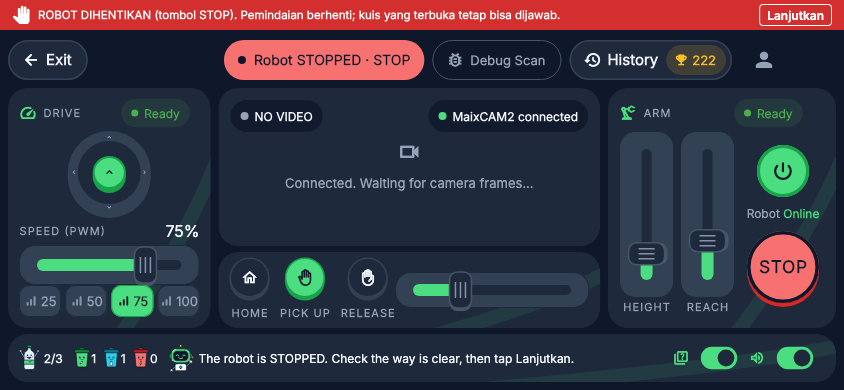 ROBOT DIHENTIKAN (tombol STOP). Pemindaian berhenti; kuis yang terbuka tetap bisa dijawab.
Lanjutkan
Exit
Robot STOPPED · STOP
Debug Scan
History
222
DRIVE
Ready
SPEED (PWM)
75%
25
50
75
100
NO VIDEO
MaixCAM2 connected
Connected. Waiting for camera frames...
HOME
PICK UP
RELEASE
ARM
Ready
HEIGHT
REACH
Robot Online
STOP
2/3
1
1
0
The robot is STOPPED. Check the way is clear, then tap Lanjutkan.